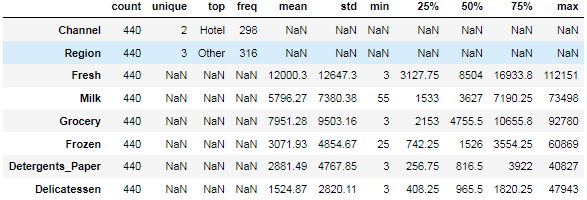 count unique top freq mean std min 25% 50% 75% max
Channel 440 2 Hotel 298 NaN NaN NaN NaN NaN NaN NaN
Region 440 3 Other 316 NaN NaN NaN NaN NaN NaN NaN
Fresh 440 NaN NaN NaN 12000.3 12647.3 3 3127.75 8504 16933.8 112151
Milk 440 NaN NaN NaN 5796.27 7380.38 55 1533 3627 7190.25 73498
Grocery 440 NaN NaN NaN 7951.28 9503.16 3 2153 4755.5 10655.8 92780
Frozen 440 NaN NaN NaN 3071.93 4854.67 25 742.25 1526 3554.25 60869
Detergents_Paper 440 NaN NaN NaN 2881.49 4767.85 3 256.75 816.5 3922 40827
Delicatessen 440 NaN NaN NaN 1524.87 2820.11 3 408.25 965.5 1820.25 47943